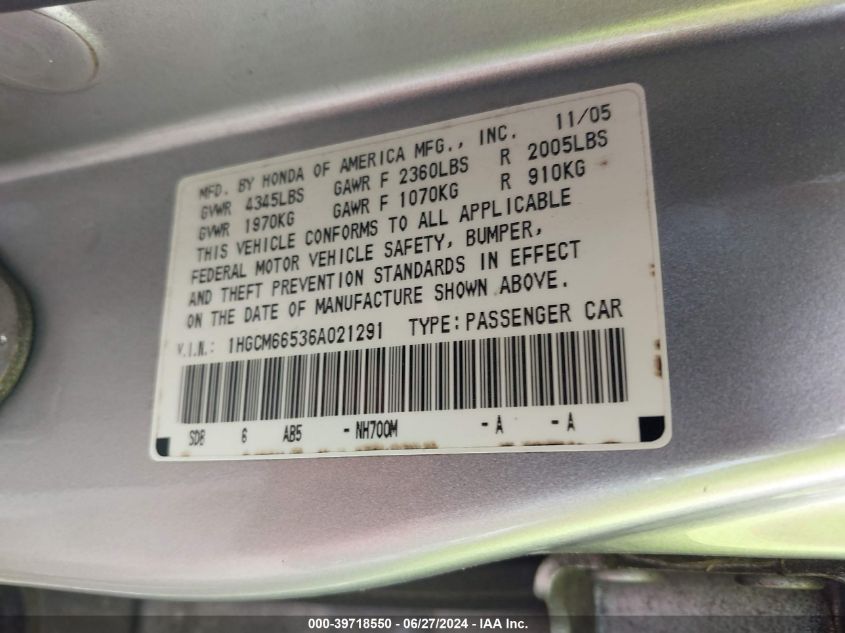 MFD. BY HONDA OF AMERICA MFG., INC. 11/05
GVWR 4345LBS GAWR F 2360LBS R 2005LBS
GVWR 1970KG GAWR F 1070KG R 910KG
THIS VEHICLE CONFORMS TO ALL APPLICABLE
FEDERAL MOTOR VEHICLE SAFETY, BUMPER,
AND THEFT PREVENTION STANDARDS IN EFFECT
ON THE DATE OF MANUFACTURE SHOWN ABOVE.
V.I.N.: 1HGCM66536A021291 TYPE: PASSENGER CAR
SDB 6 AB5 - NH700M - A - A
000-39718550 - 06/27/2024 - IAA Inc.